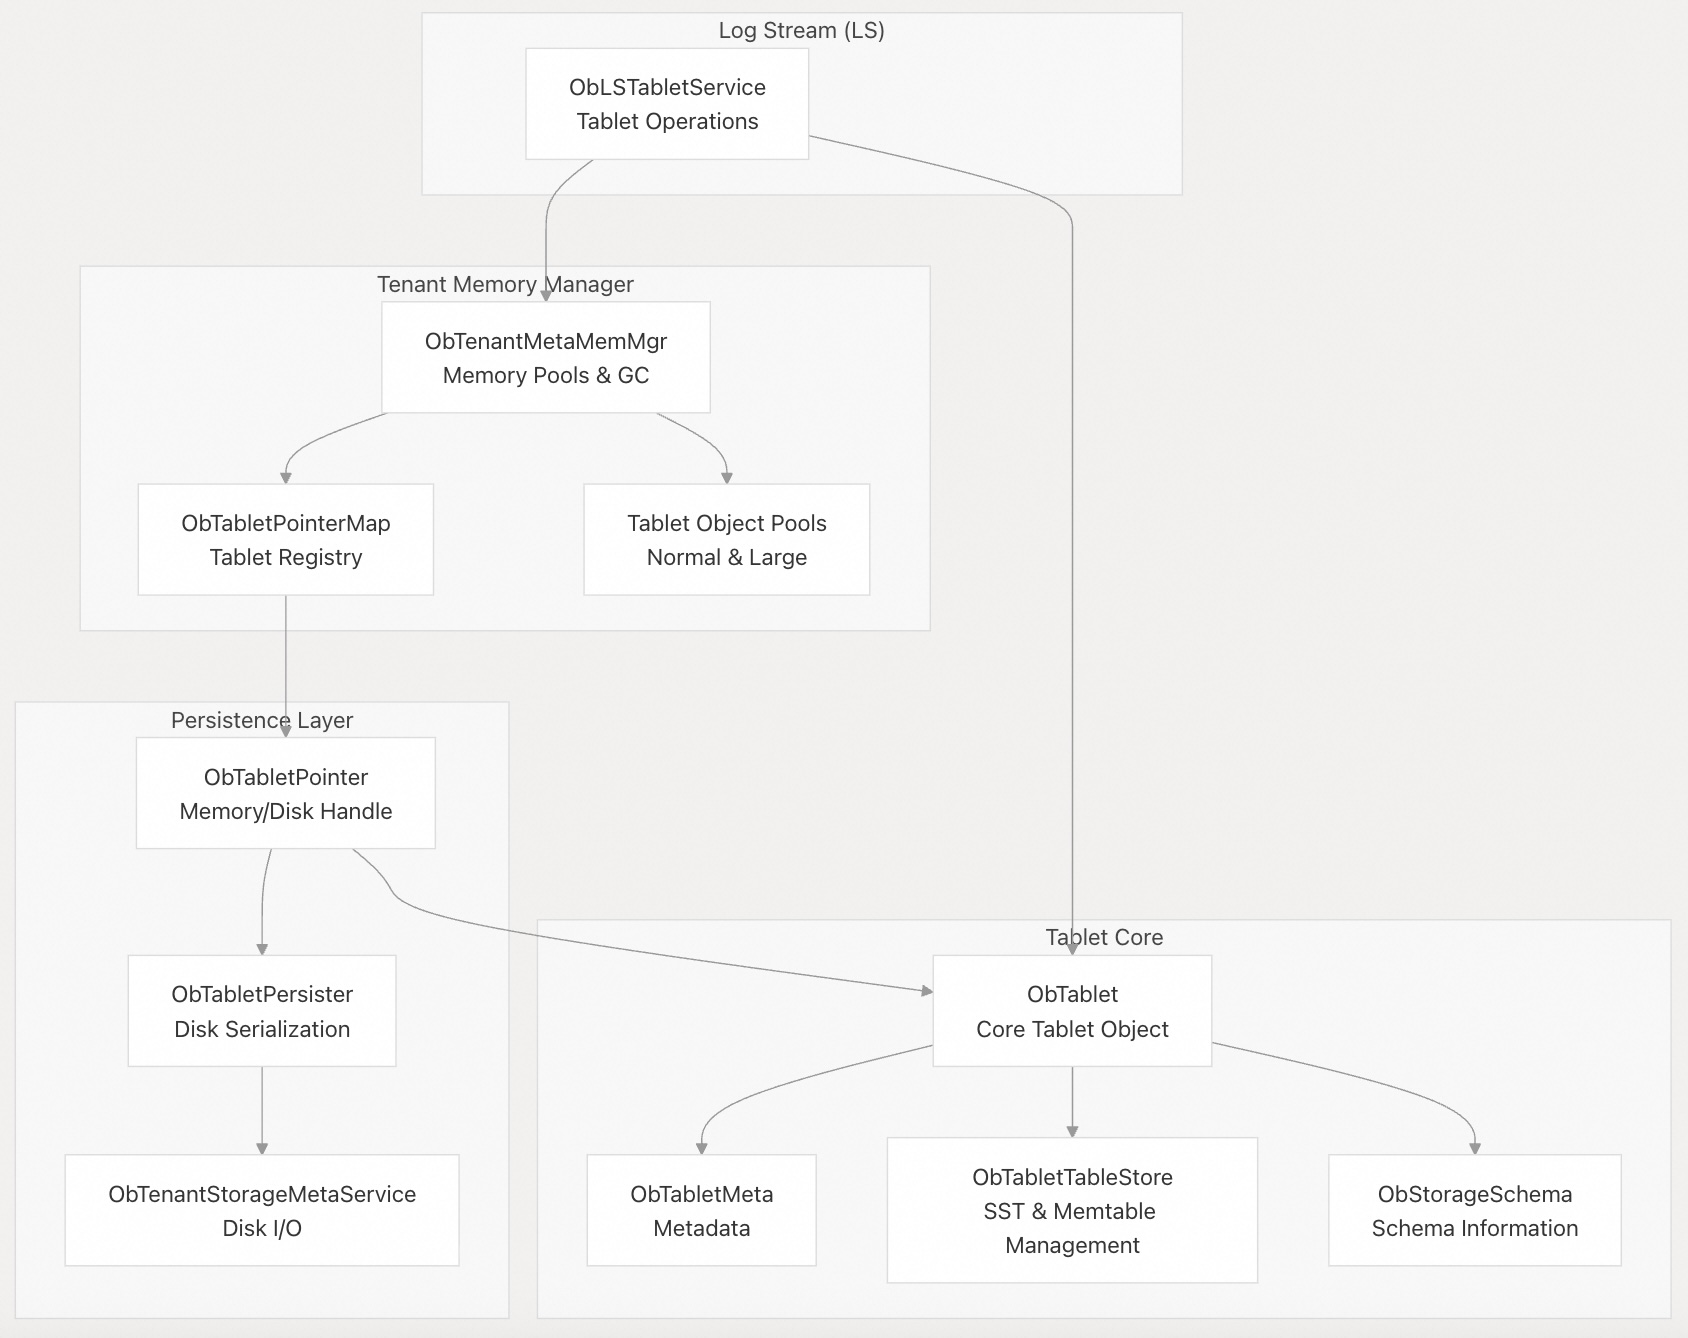 Log Stream (LS)
ObLSTabletService
Tablet Operations
Tenant Memory Manager
ObTenantMetaMemMgr
Memory Pools & GC
ObTabletPointerMap
Tablet Registry
Tablet Object Pools
Normal & Large
Persistence Layer
ObTabletPointer
Memory/Disk Handle
Tablet Core
ObTabletPersister
Disk Serialization
ObTablet
Core Tablet Object
ObTenantStorageMetaService
Disk I/O
ObTabletMeta
Metadata
ObTabletTableStore
SST & Memtable
Management
ObStorageSchema
Schema Information